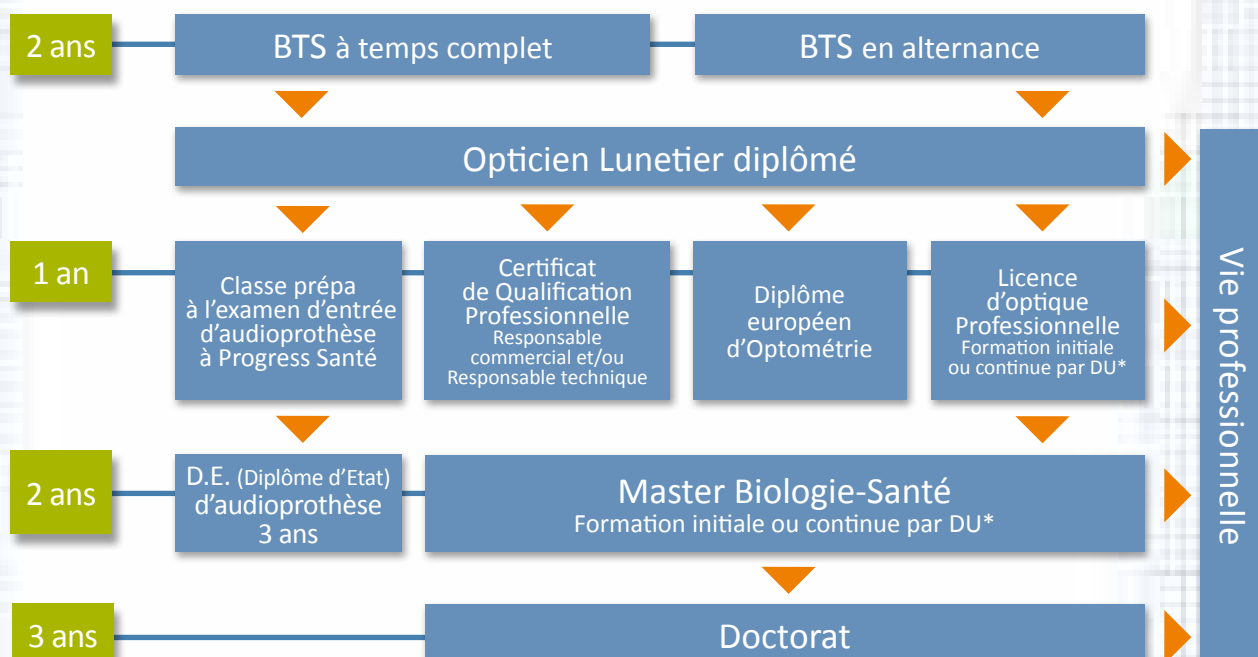 2 ans
BTS à temps complet
BTS en alternance
Opticien Lunetier diplômé
1 an
Classe prépa
à l'examen d'entrée
d'audioprothèse
à Progress Santé
Certificat
de Qualification
Professionnelle
Responsable
commercial et/ou
Responsable technique
Diplôme
européen
d'Optométrie
Licence
d'optique
Professionnelle
Formation initiale
ou continue par DU*
Vie professionnelle
2 ans
D.E. (Diplôme d'Etat)
d'audioprothèse
3 ans
Master Biologie-Santé
Formation initiale ou continue par DU*
3 ans
Doctorat